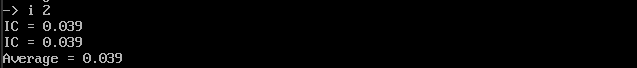 -> i 2
IC = 0.039
IC = 0.039
Average = 0.039